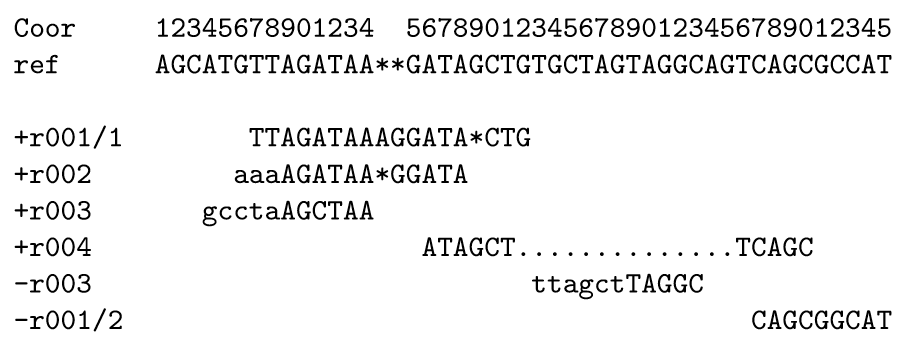 Coor     12345678901234  5678901234567890123456789012345
ref      AGCATGTTAGATAA**GATAGCTGTGCTAGTAGGCAGTCAGCGCCAT
+r001/1        TTAGATAAAGGATA*CTG
+r002         aaaAGATAA*GGATA
+r003       gcctaAGCTAA
+r004                     ATAGCT..............TCAGC
-r003                            ttagctTAGGC
-r001/2                                        CAGCGGCAT